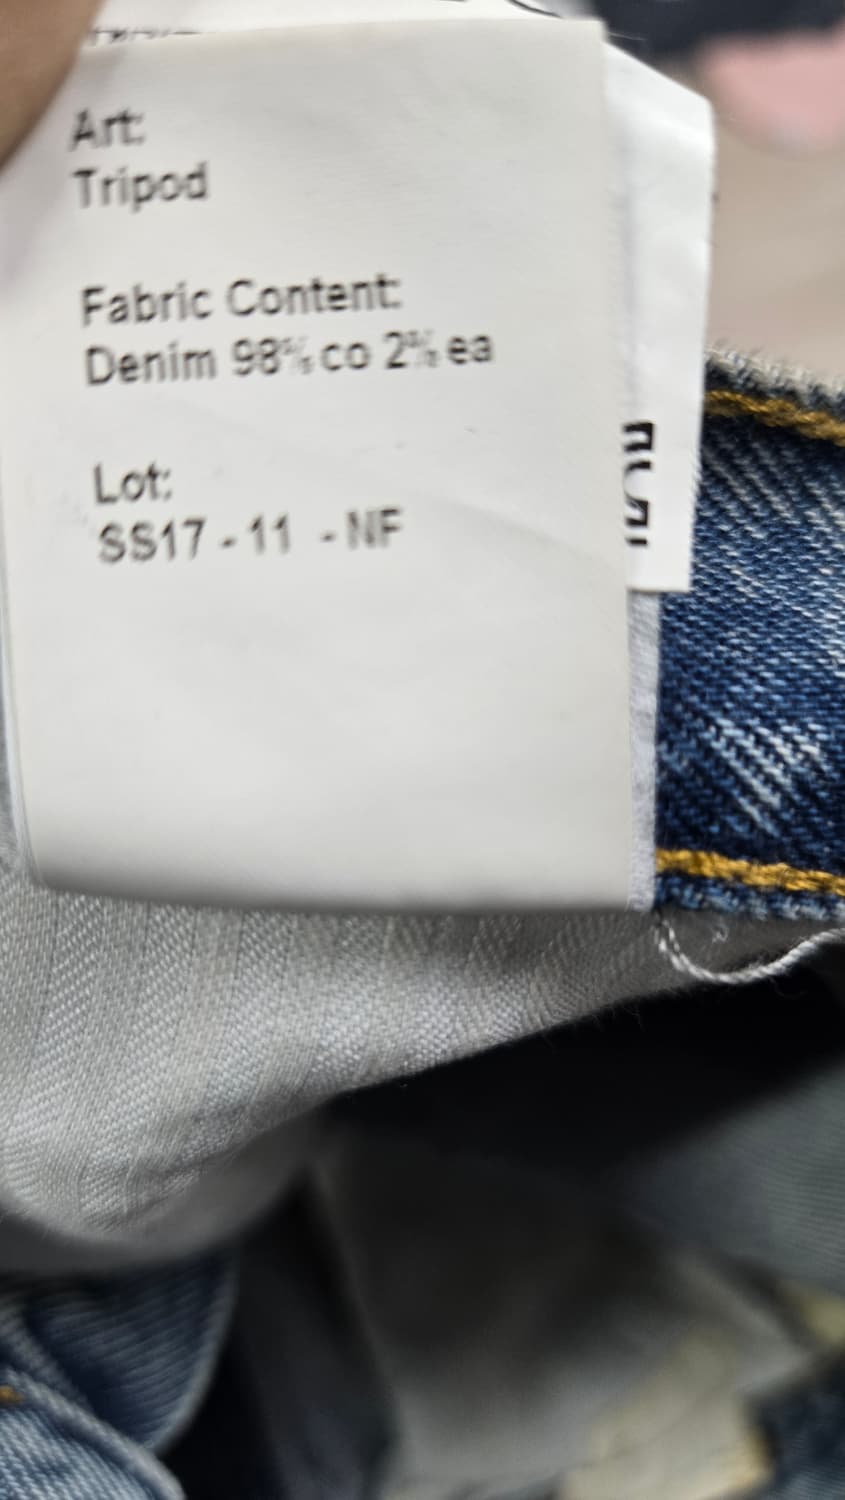 Art:
Tripod
Fabric Content:
Denim 98% co 2% ea
Lot:
SS17 - 11 - NF